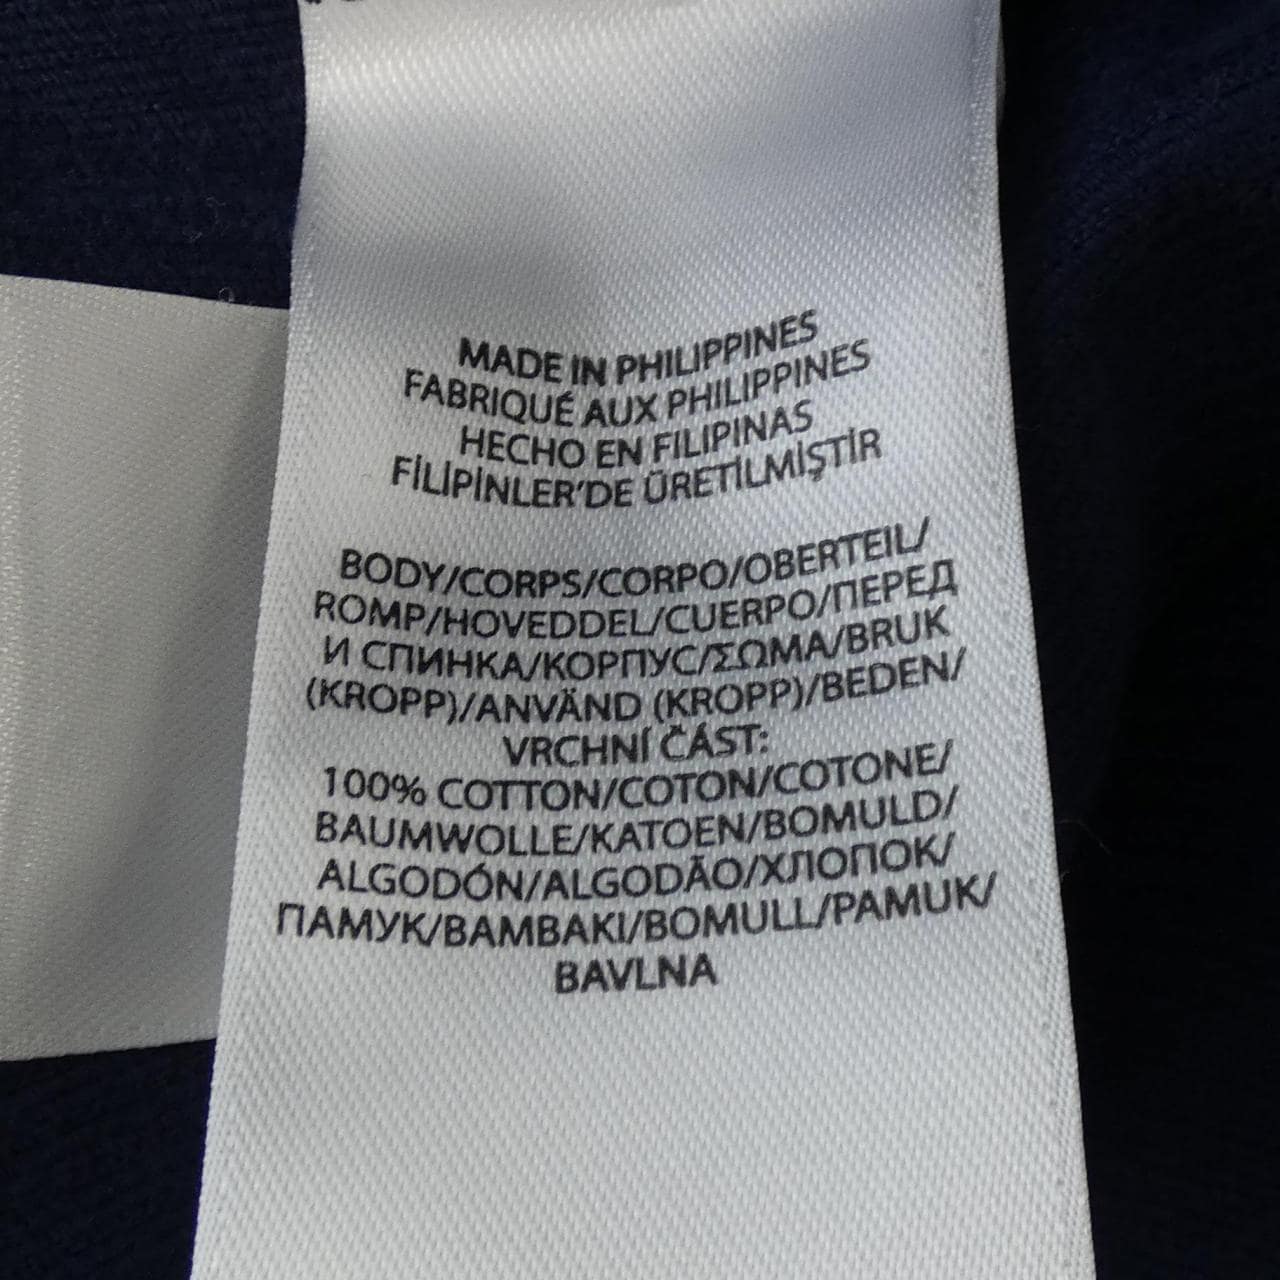 MADE IN PHILIPPINES
FABRIQUÉ AUX PHILIPPINES
HECHO EN FILIPINAS
FİLİPİNLER'DE ÜRETİLMİŞTİR
BODY/CORPS/CORPO/OBERTEIL/
ROMP/HOVEDDEL/CUERPO/ПЕРЕД
И СПИНКА/КОРПУС/ΣΩΜΑ/BRUK
(KROPP)/ANVÄND (KROPP)/BEDEN/
VRCHNÍ ČÁST:
100% COTTON/COTON/COTONE/
BAUMWOLLE/KATOEN/BOMULD/
ALGODÓN/ALGODÃO/ХЛОПОК/
ПАМУК/BAMBAKI/BOMULL/PAMUK/
BAVLNA